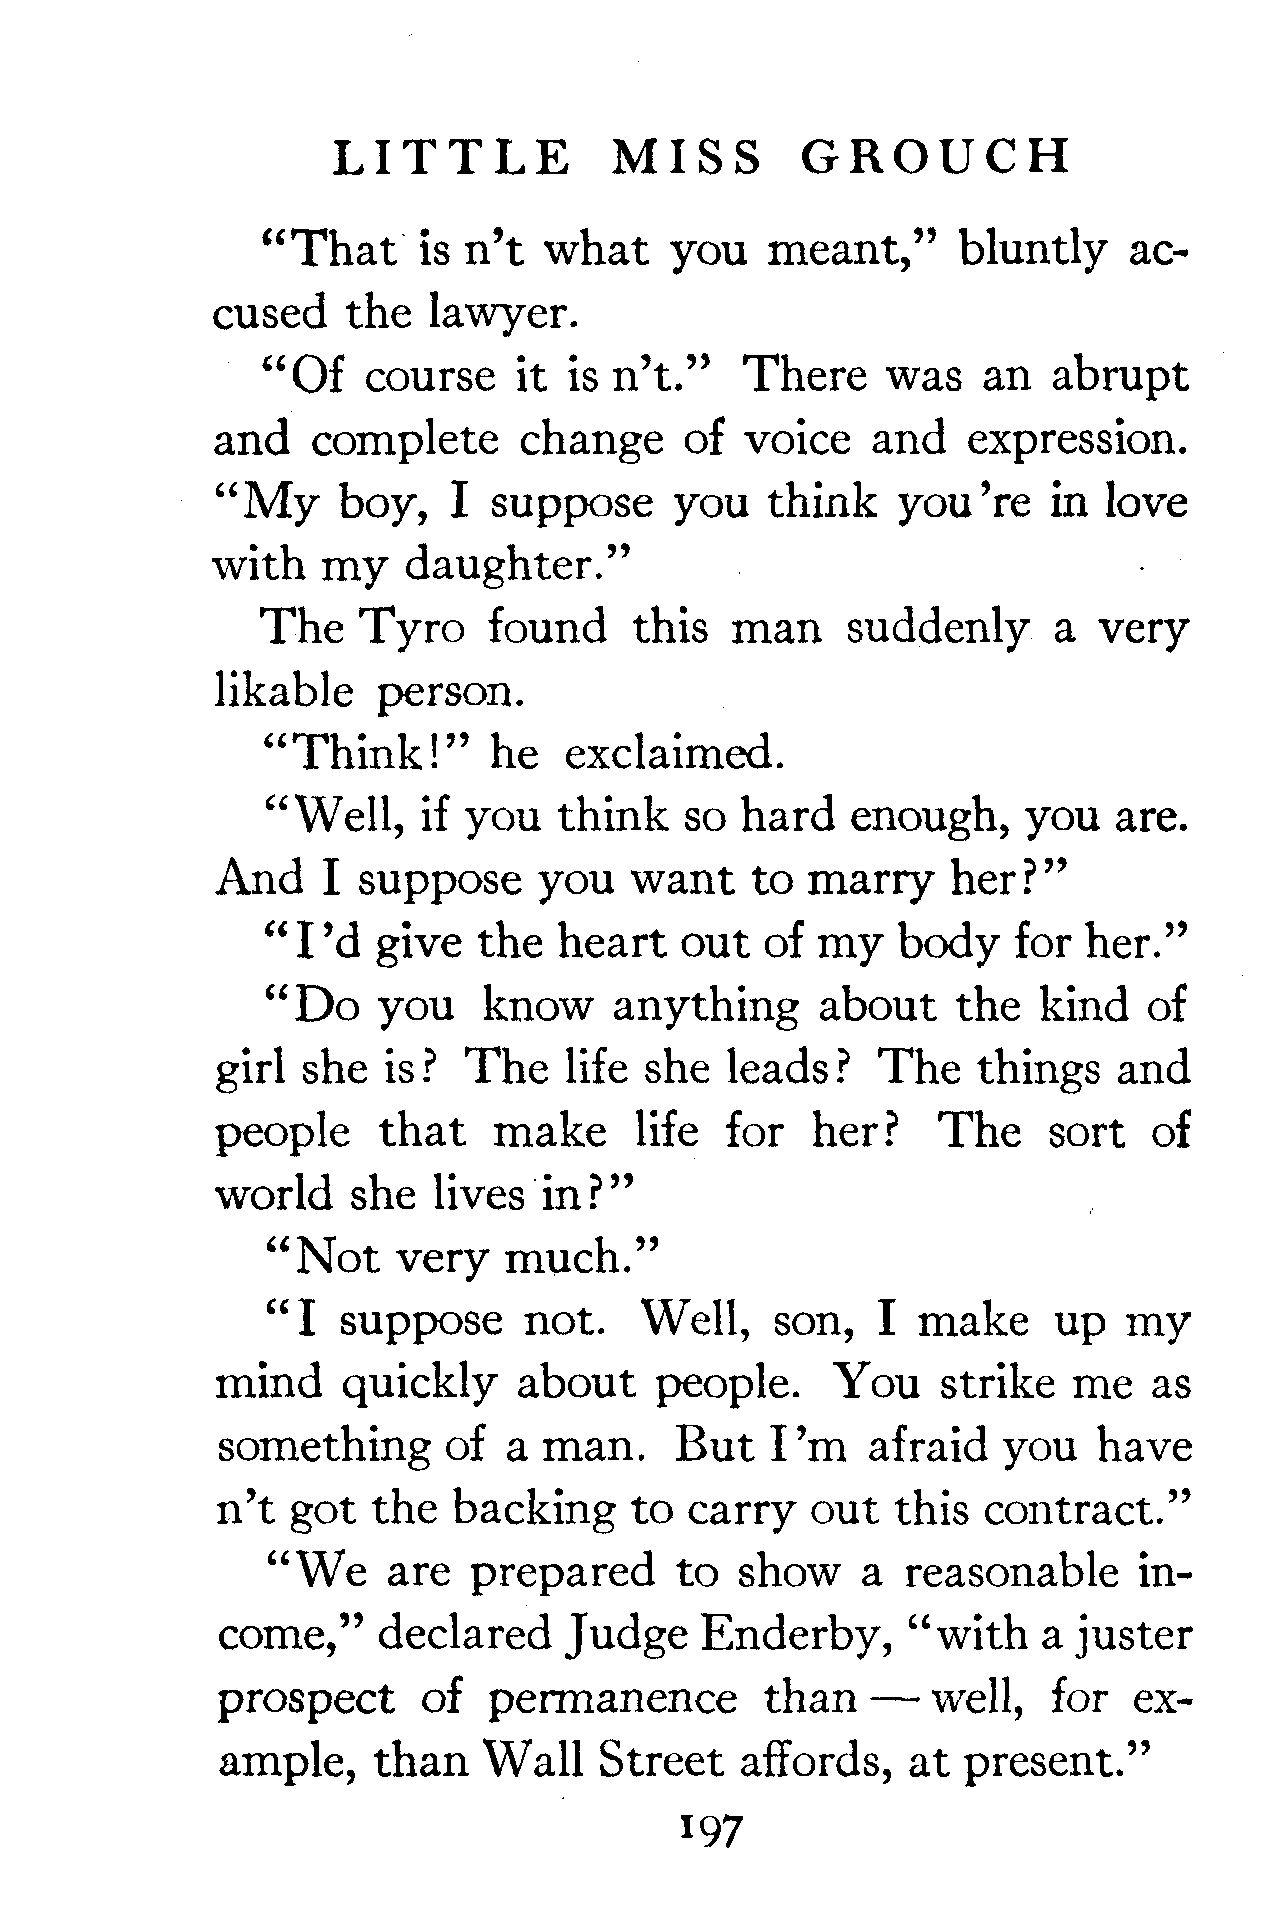 LITTLE MISS GROUCH
“That is n’t what you meant,” bluntly ac-
cused the lawyer.
“Of course it is n’t.” There was an abrupt
and complete change of voice and expression.
“My boy, I suppose you think you ’re in love
with my daughter.”
The Tyro found this man suddenly a very
likable person.
“Think!” he exclaimed.
“Well, if you think so hard enough, you are.
And I suppose you want to marry her?”
“I ’d give the heart out of my body for her.”
“Do you know anything about the kind of
girl she is? The life she leads? The things and
people that make life for her? The sort of
world she lives in?”
“Not very much.”
“I suppose not. Well, son, I make up my
mind quickly about people. You strike me as
something of a man. But I ’m afraid you have
n’t got the backing to carry out this contract.”
“We are prepared to show a reasonable in-
come,” declared Judge Enderby, “with a juster
prospect of permanence than — well, for ex-
ample, than Wall Street affords, at present.”
197